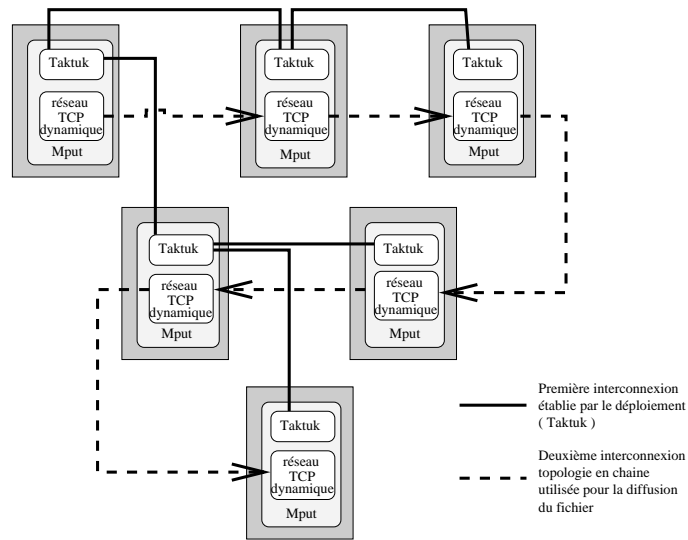 Taktuk
réseau
TCP
dynamique
Mput
Taktuk
réseau
TCP
dynamique
Mput
Taktuk
réseau
TCP
dynamique
Mput
Taktuk
réseau
TCP
dynamique
Mput
Taktuk
réseau
TCP
dynamique
Mput
Taktuk
réseau
TCP
dynamique
Mput
Première interconnexion
établie par le déploiement
( Taktuk )
Deuxième interconnexion
topologie en chaine
utilisée pour la diffusion
du fichier